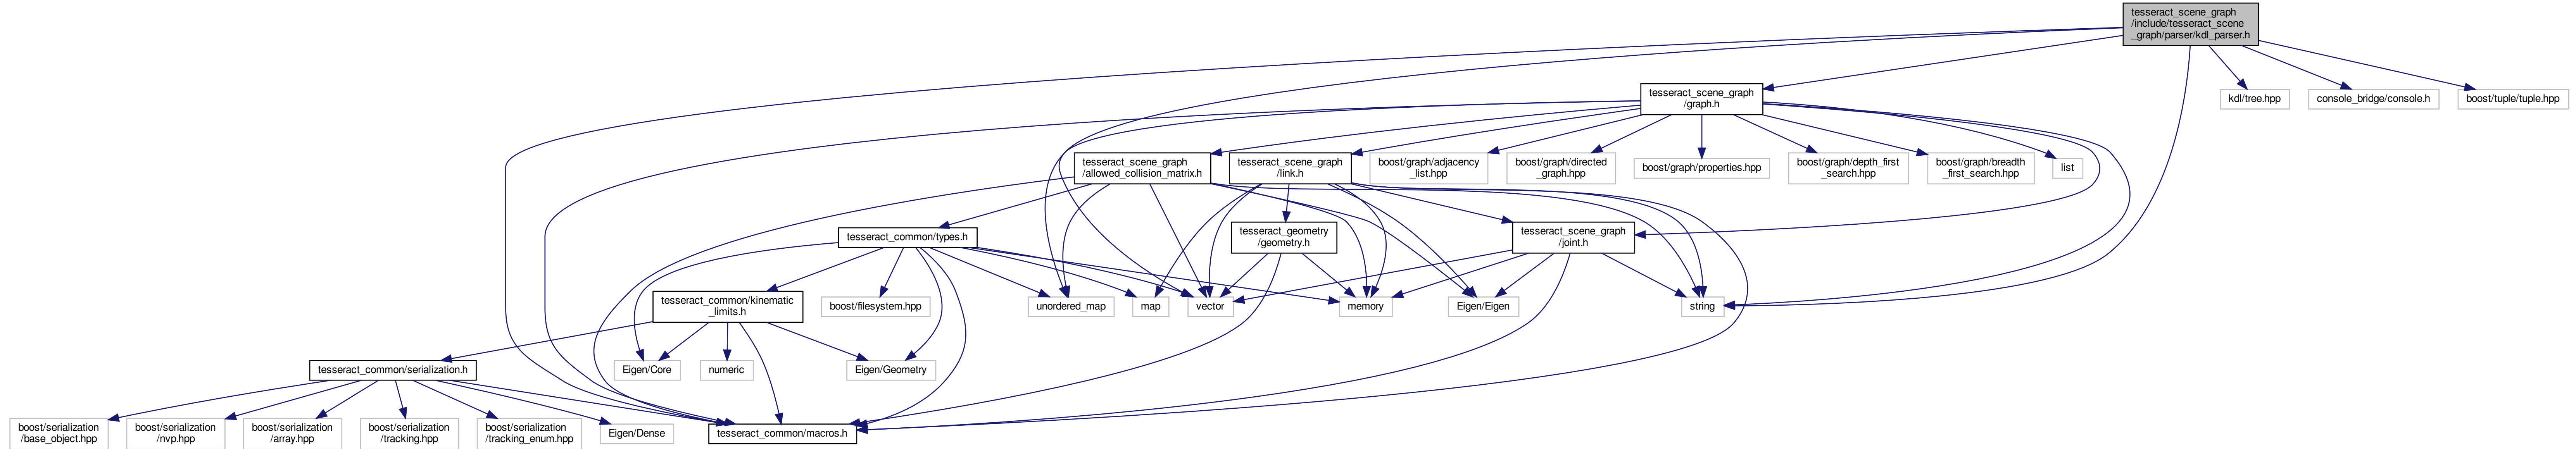 tesseract_scene_graph
/include/tesseract_scene
_graph/parser/kdl_parser.h
tesseract_scene_graph
/graph.h
kdl/tree.hpp
console_bridge/console.h
boost/tuple/tuple.hpp
tesseract_scene_graph
/allowed_collision_matrix.h
tesseract_scene_graph
/link.h
boost/graph/adjacency
_list.hpp
boost/graph/directed
_graph.hpp
boost/graph/properties.hpp
boost/graph/depth_first
_search.hpp
boost/graph/breadth
_first_search.hpp
list
tesseract_common/types.h
tesseract_geometry
/geometry.h
tesseract_scene_graph
/joint.h
tesseract_common/kinematic
_limits.h
boost/filesystem.hpp
unordered_map
map
vector
memory
Eigen/Eigen
string
tesseract_common/serialization.h
Eigen/Core
numeric
Eigen/Geometry
boost/serialization
/base_object.hpp
boost/serialization
/nvp.hpp
boost/serialization
/array.hpp
boost/serialization
/tracking.hpp
boost/serialization
/tracking_enum.hpp
Eigen/Dense
tesseract_common/macros.h